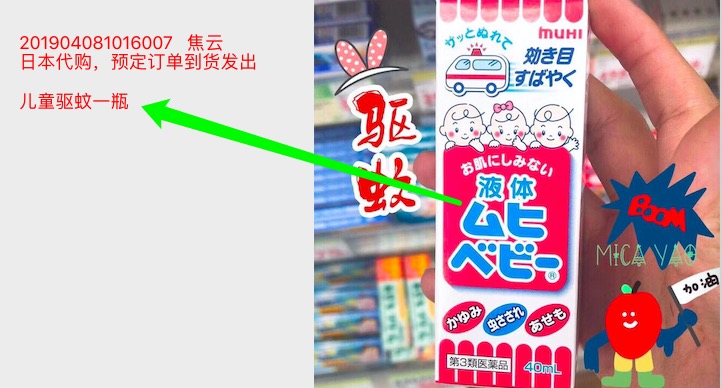 201904081016007 焦云
日本代购，预定订单到货发出
儿童驱蚊一瓶
驱
蚊
muHI
サッとぬれて
効き目
すばやく
お肌にしみない
液体
ムヒ
ベビー®
かゆみ
虫さされ
あせも
第3類医薬品
40mL
BOOM
MICA YAO
加油